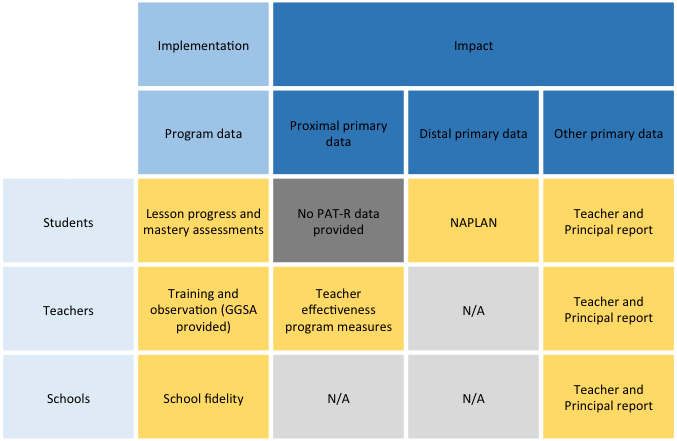 Implementation
Impact
Program data
Proximal primary
data
Distal primary data
Other primary data
Students
Lesson progress and
mastery assessments
No PAT-R data
provided
NAPLAN
Teacher and
Principal report
Teachers
Training and
observation (GGSA
provided)
Teacher
effectiveness
program measures
N/A
Teacher and
Principal report
Schools
School fidelity
N/A
N/A
Teacher and
Principal report